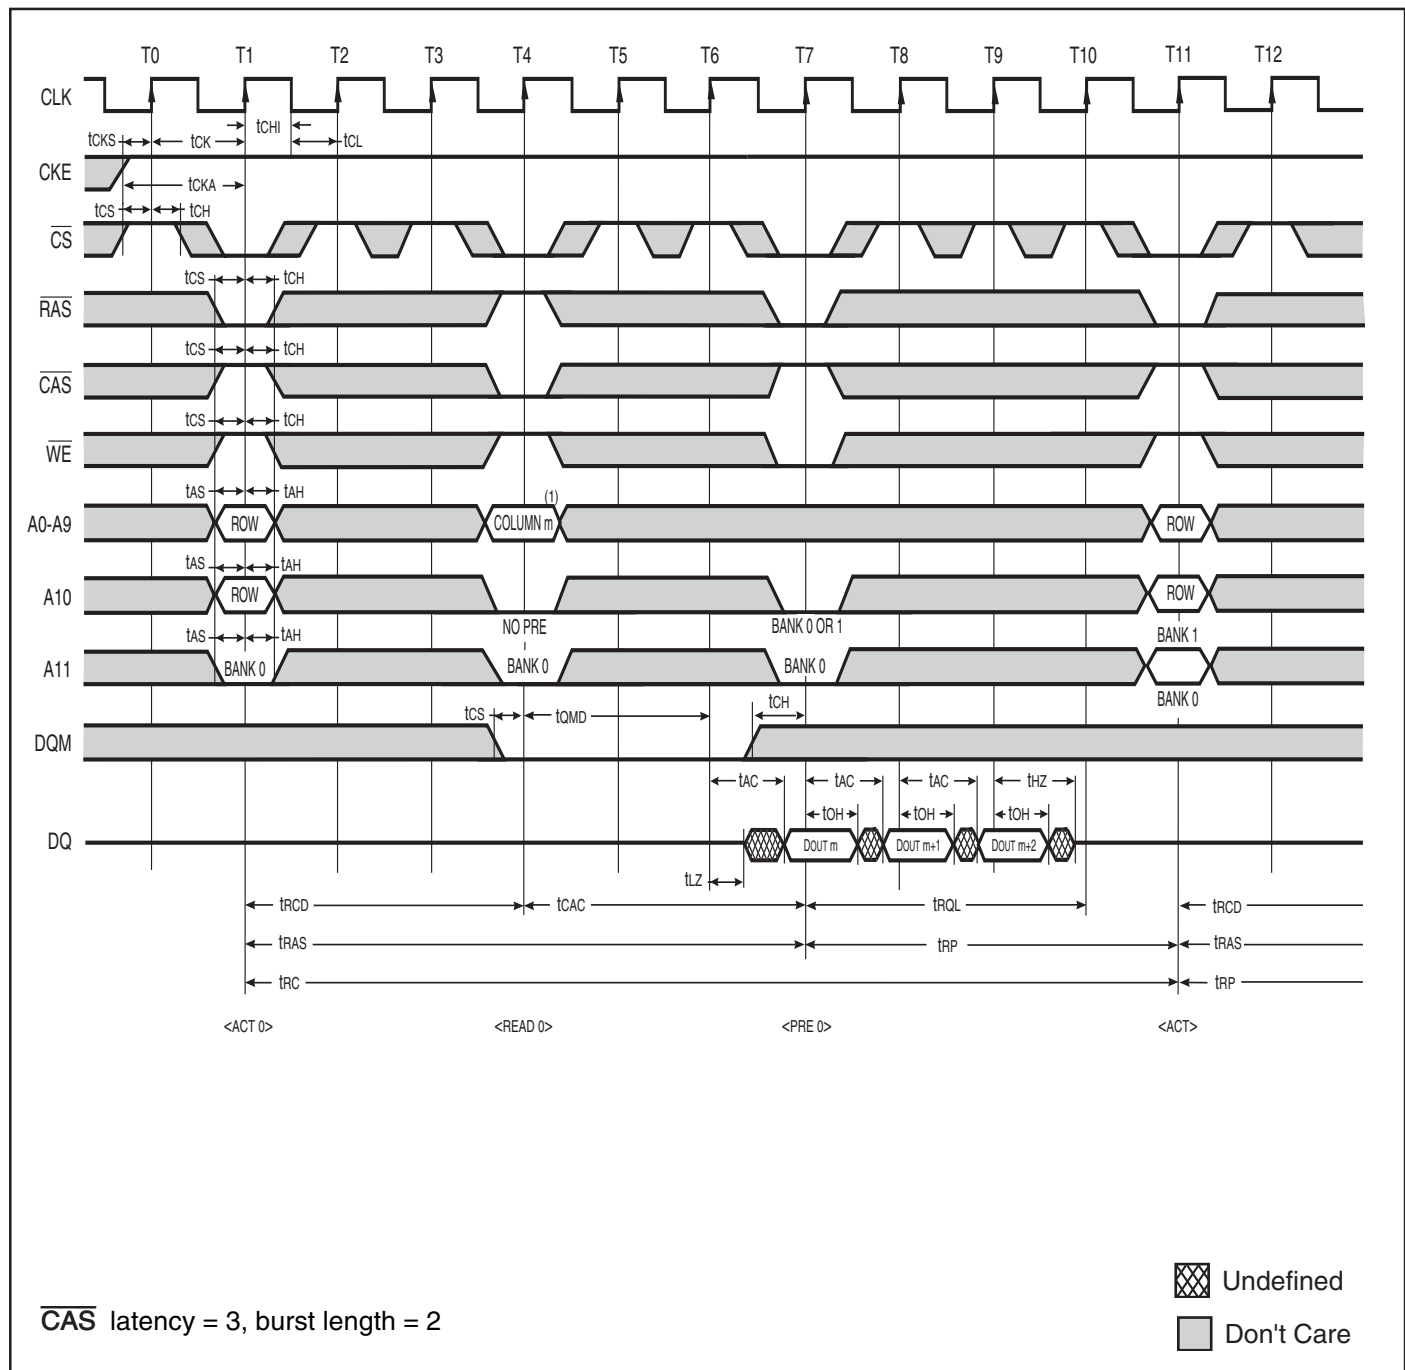 T0 T1 T2 T3 T4 T5 T6 T7 T8 T9 T10 T11 T12
CLK
tCHI
tCKS tCK tCL
CKE
tCKA
tCS tCH
CS
tCS tCH
RAS
tCS tCH
CAS
tCS tCH
WE
tAS tAH
(1)
A0-A9 ROW COLUMN m ROW
tAS tAH
A10 ROW ROW
NO PRE BANK 0 OR 1 BANK 1
tAS tAH
A11 BANK 0 BANK 0 BANK 0
BANK 0
tCS tQMD tCH
DQM
tAC tAC tAC tHZ
tOH tOH tOH
DQ DOUT m DOUT m+1 DOUT m+2
tLZ
tRCD tCAC tRQL tRCD
tRAS tRP tRAS
tRC tRP
<ACT 0> <READ 0> <PRE 0> <ACT>
Undefined
CAS latency = 3, burst length = 2
Don't Care